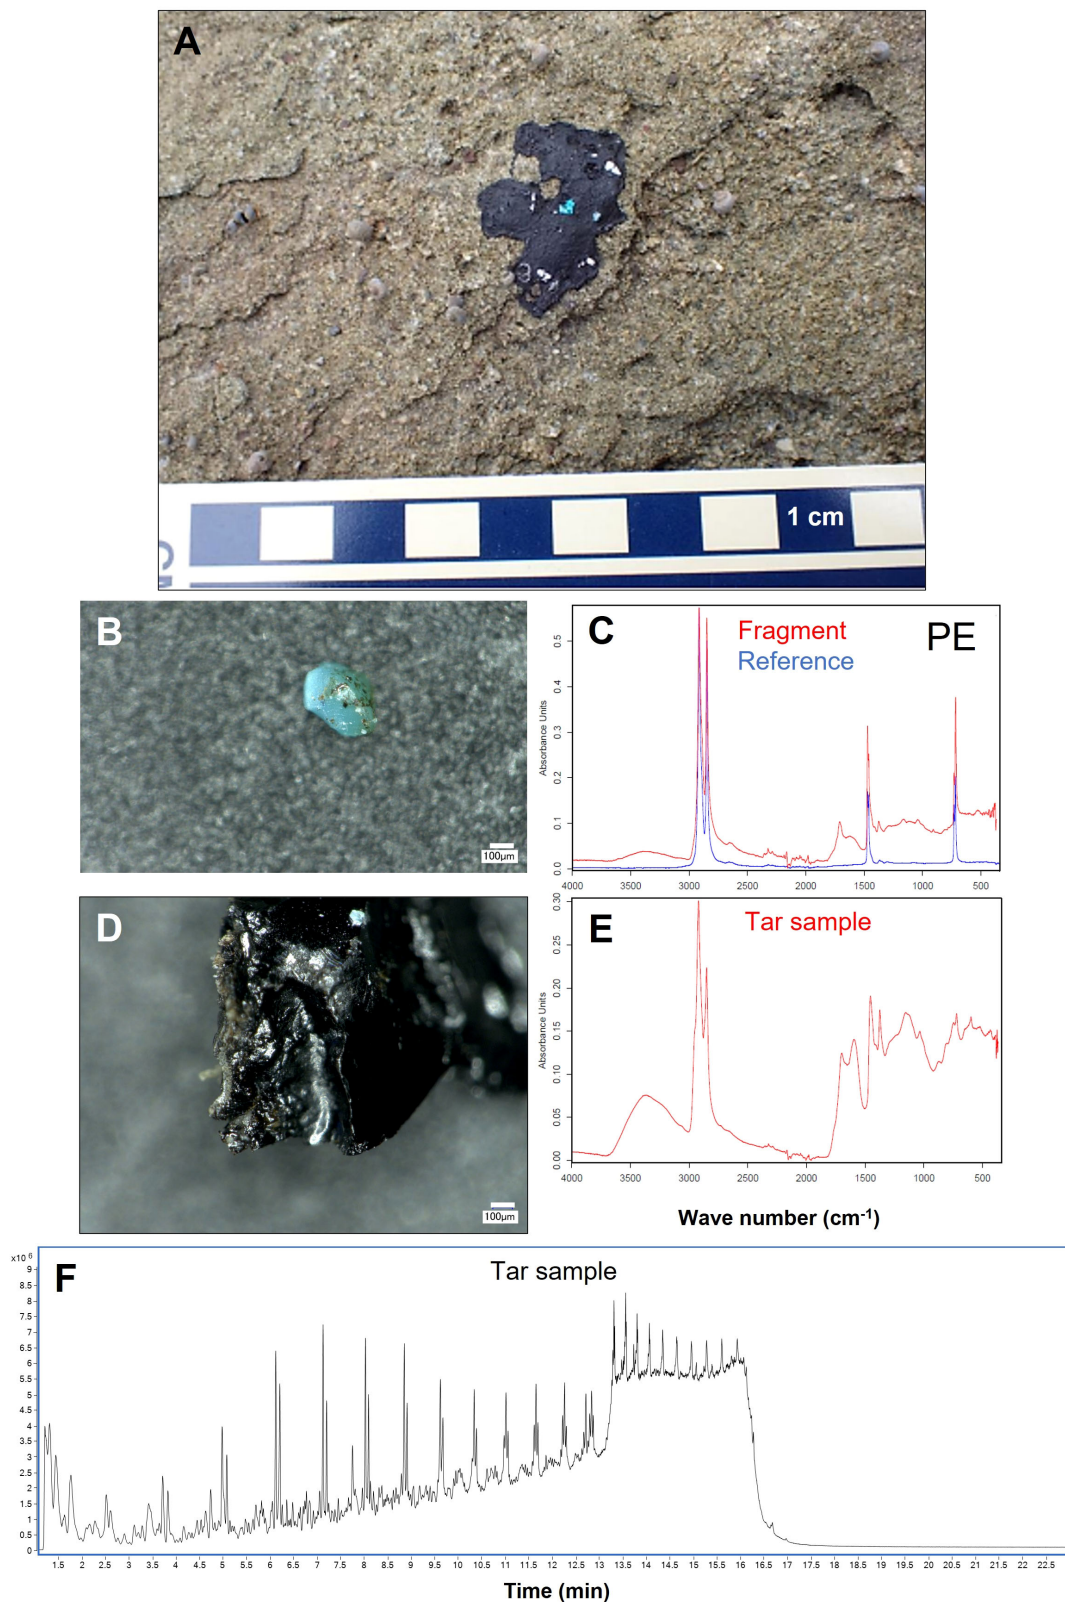 A
1 cm
B
100µm
C
Fragment
Reference
PE
Absorbance Units
0.5
0.4
0.3
0.2
0.1
0.0
4000 3000 2000 1000 500
D
100µm
E
Tar sample
Absorbance Units
0.30
0.25
0.20
0.15
0.10
0.05
0.00
4000 3500 3000 2500 2000 1500 1000 500
Wave number (cm⁻¹)
F
Tar sample
x10 6
9
8.5
8
7.5
7
6.5
6
5.5
5
4.5
4
3.5
3
2.5
2
1.5
1
0.5
0
1.5 2 2.5 3 3.5 4 4.5 5 5.5 6 6.5 7 7.5 8 8.5 9 9.5 10 10.5 11 11.5 12 12.5 13 13.5 14 14.5 15 15.5 16 16.5 17 17.5 18 18.5 19 19.5 20 20.5 21 21.5 22 22.5
Time (min)